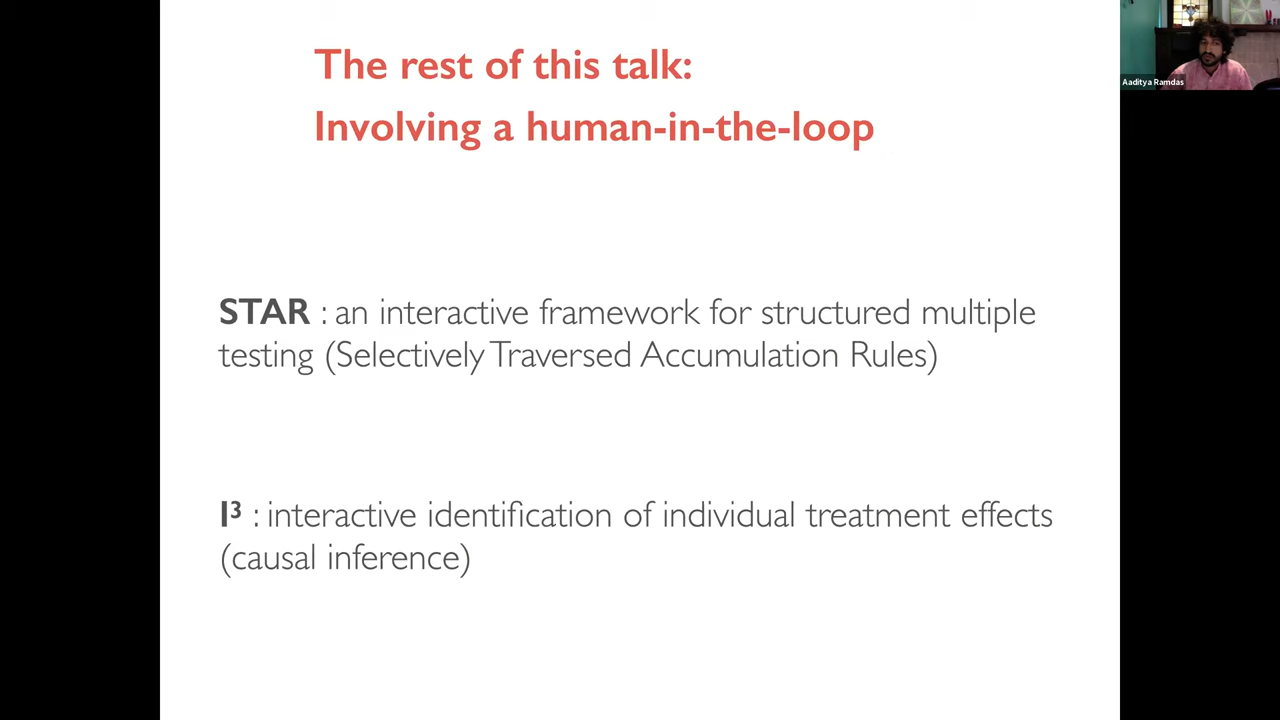 The rest of this talk:
Involving a human-in-the-loop
Aaditya Ramdas
STAR : an interactive framework for structured multiple
testing (Selectively Traversed Accumulation Rules)
I³ : interactive identification of individual treatment effects
(causal inference)